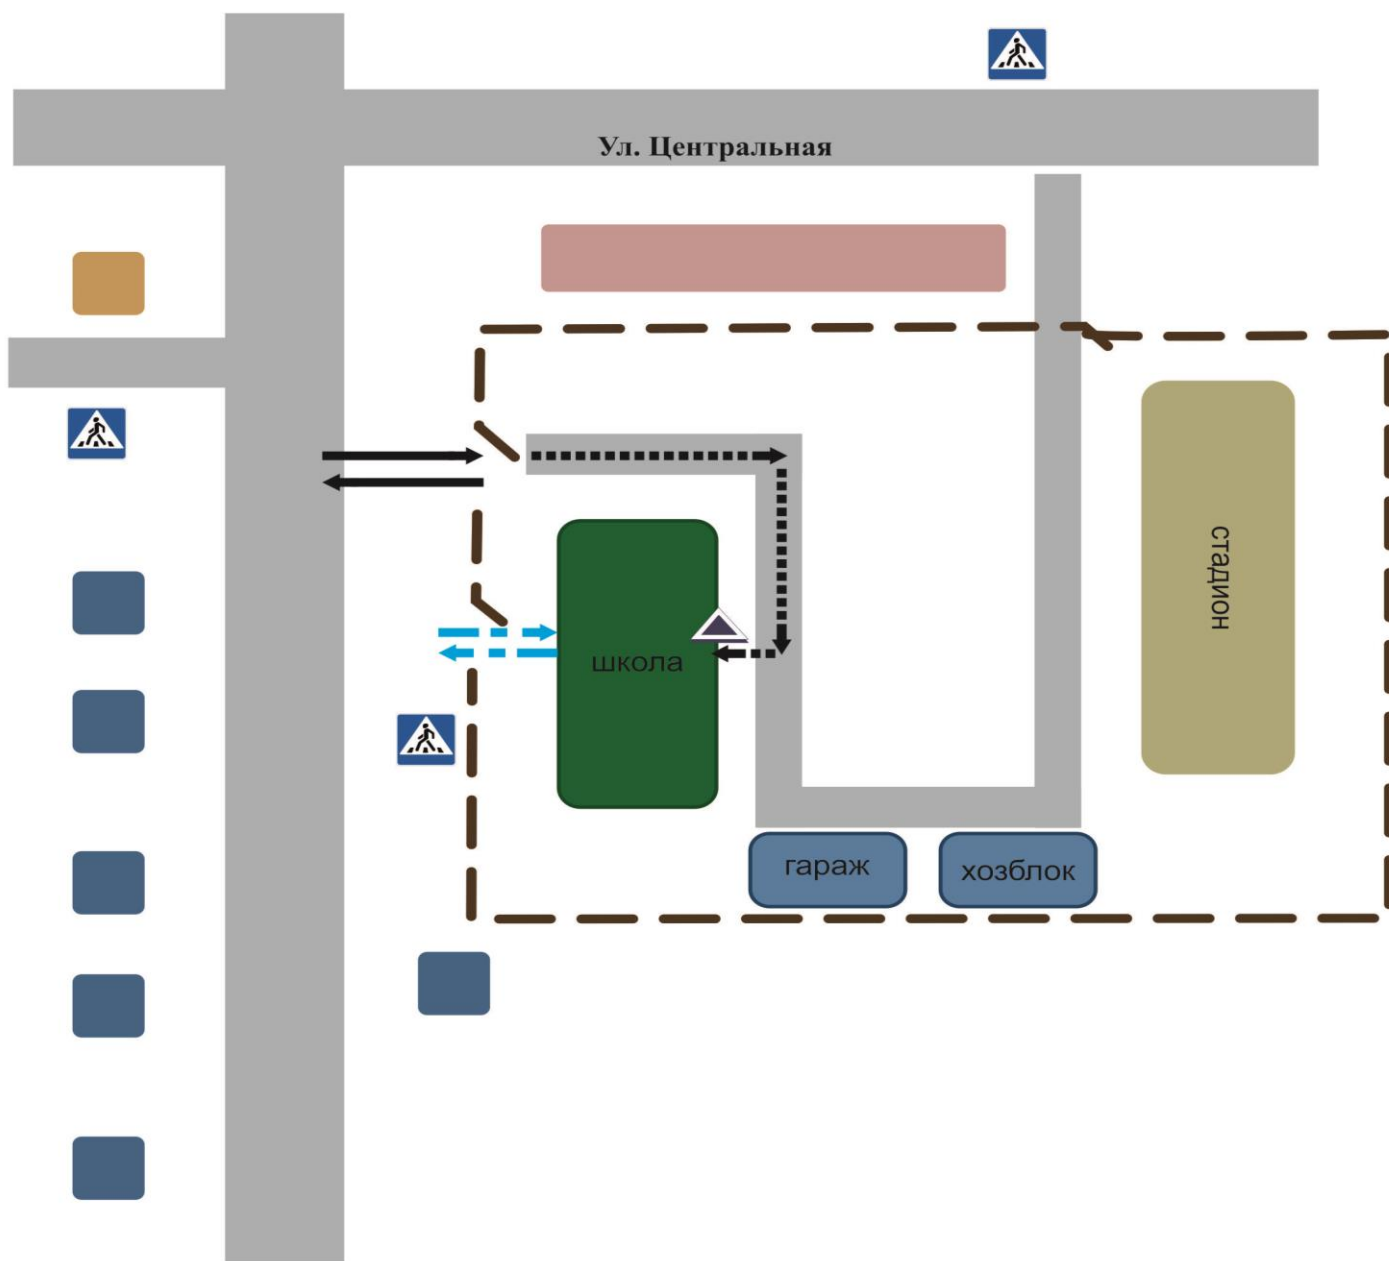 Ул. Центральная
стадион
школа
гараж
хозблок